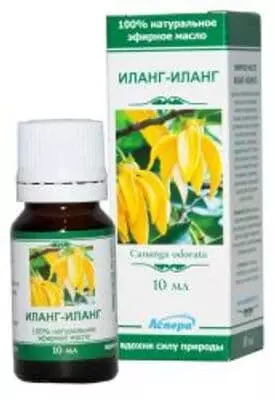 100% натуральное
эфирное масло
ИЛАНГ-ИЛАНГ
Cananga odorata
10 мл
Аспера
вдохни силу природы
ИЛАНГ-ИЛАНГ
100% натуральное
эфирное масло
10 мл